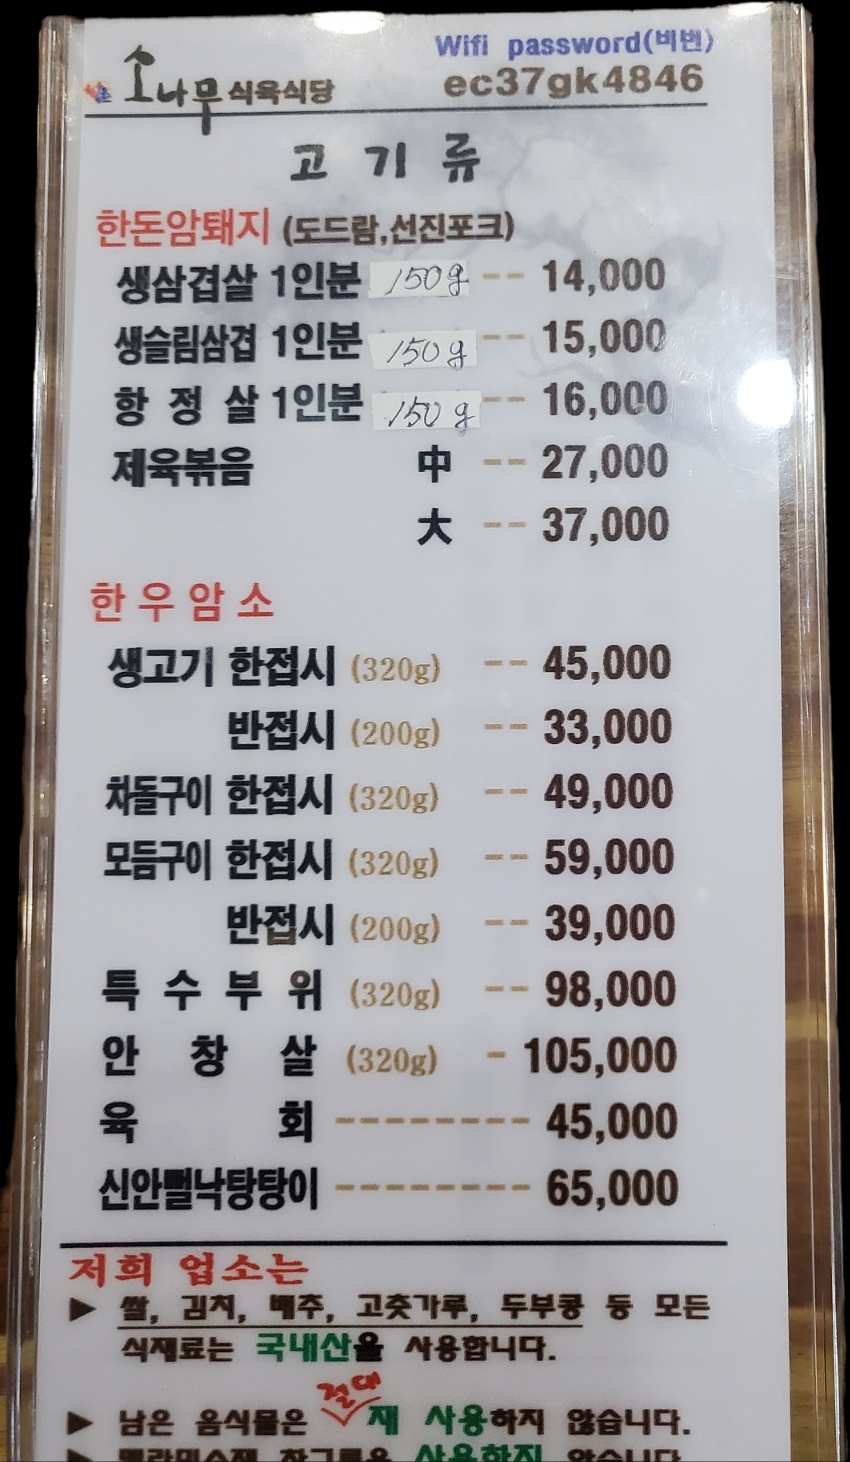 Wifi password(비번)
소나무식육식당 ec37gk4846
고기류
한돈암퇘지 (도드람,선진포크)
생삼겹살 1인분 150g -- 14,000
생슬림삼겹 1인분 150g -- 15,000
항 정 살 1인분 150g -- 16,000
제육볶음 中 -- 27,000
大 -- 37,000
한우암소
생고기 한접시 (320g) -- 45,000
반접시 (200g) -- 33,000
차돌구이 한접시 (320g) -- 49,000
모듬구이 한접시 (320g) -- 59,000
반접시 (200g) -- 39,000
특 수 부 위 (320g) -- 98,000
안 창 살 (320g) - 105,000
육 회 -------- 45,000
신안뻘낙탕탕이 -------- 65,000
저희 업소는
▶ 쌀, 김치, 배추, 고춧가루, 두부콩 등 모든
식재료는 국내산을 사용합니다.
절대
▶ 남은 음식물은 재 사용하지 않습니다.
▶ 사용하지 않습니다